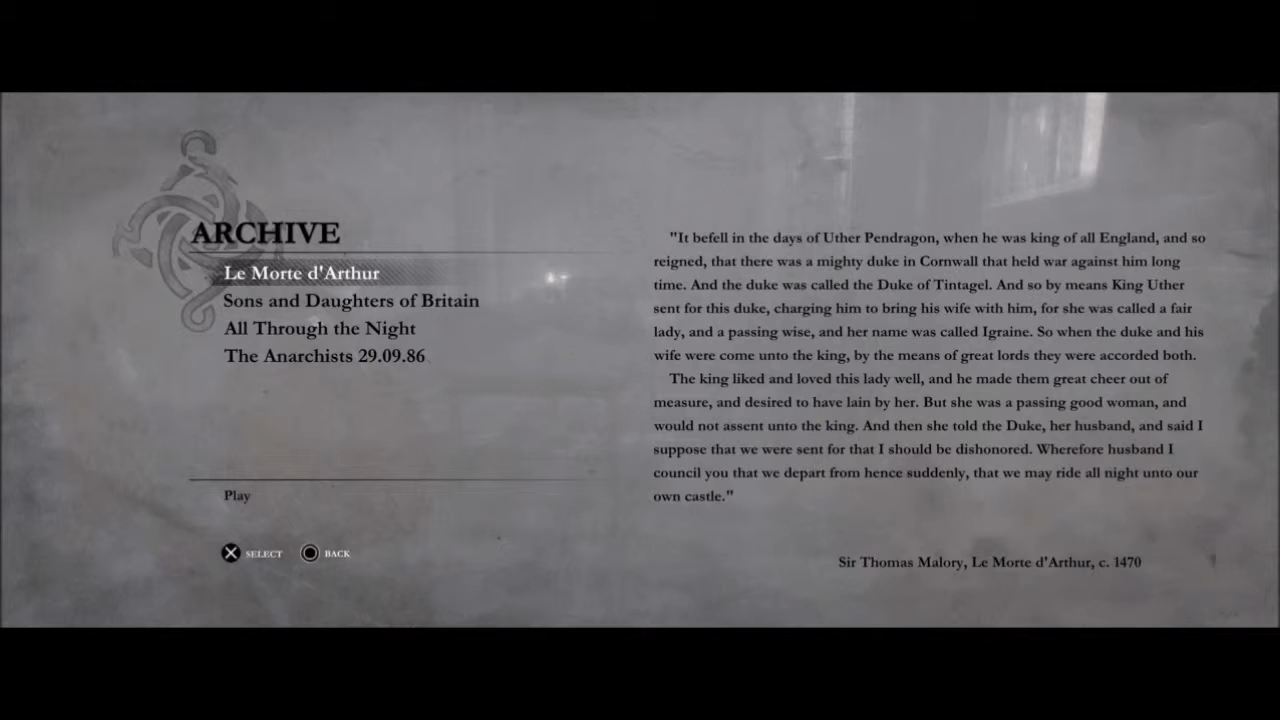 ARCHIVE
Le Morte d'Arthur
Sons and Daughters of Britain
All Through the Night
The Anarchists 29.09.86
Play
SELECT BACK
"It befell in the days of Uther Pendragon, when he was king of all England, and so
reigned, that there was a mighty duke in Cornwall that held war against him long
time. And the duke was called the Duke of Tintagel. And so by means King Uther
sent for this duke, charging him to bring his wife with him, for she was called a fair
lady, and a passing wise, and her name was called Igraine. So when the duke and his
wife were come unto the king, by the means of great lords they were accorded both.
The king liked and loved this lady well, and he made them great cheer out of
measure, and desired to have lain by her. But she was a passing good woman, and
would not assent unto the king. And then she told the Duke, her husband, and said I
suppose that we were sent for that I should be dishonored. Wherefore husband I
council you that we depart from hence suddenly, that we may ride all night unto our
own castle."
Sir Thomas Malory, Le Morte d'Arthur, c. 1470